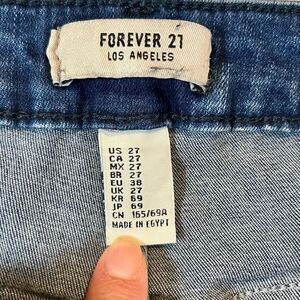 FOREVER 21
LOS ANGELES
US 27
CA 27
MX 27
BR 27
EU 38
UK 27
KR 69
JP 69
CN 165/69A
MADE IN EGYPT